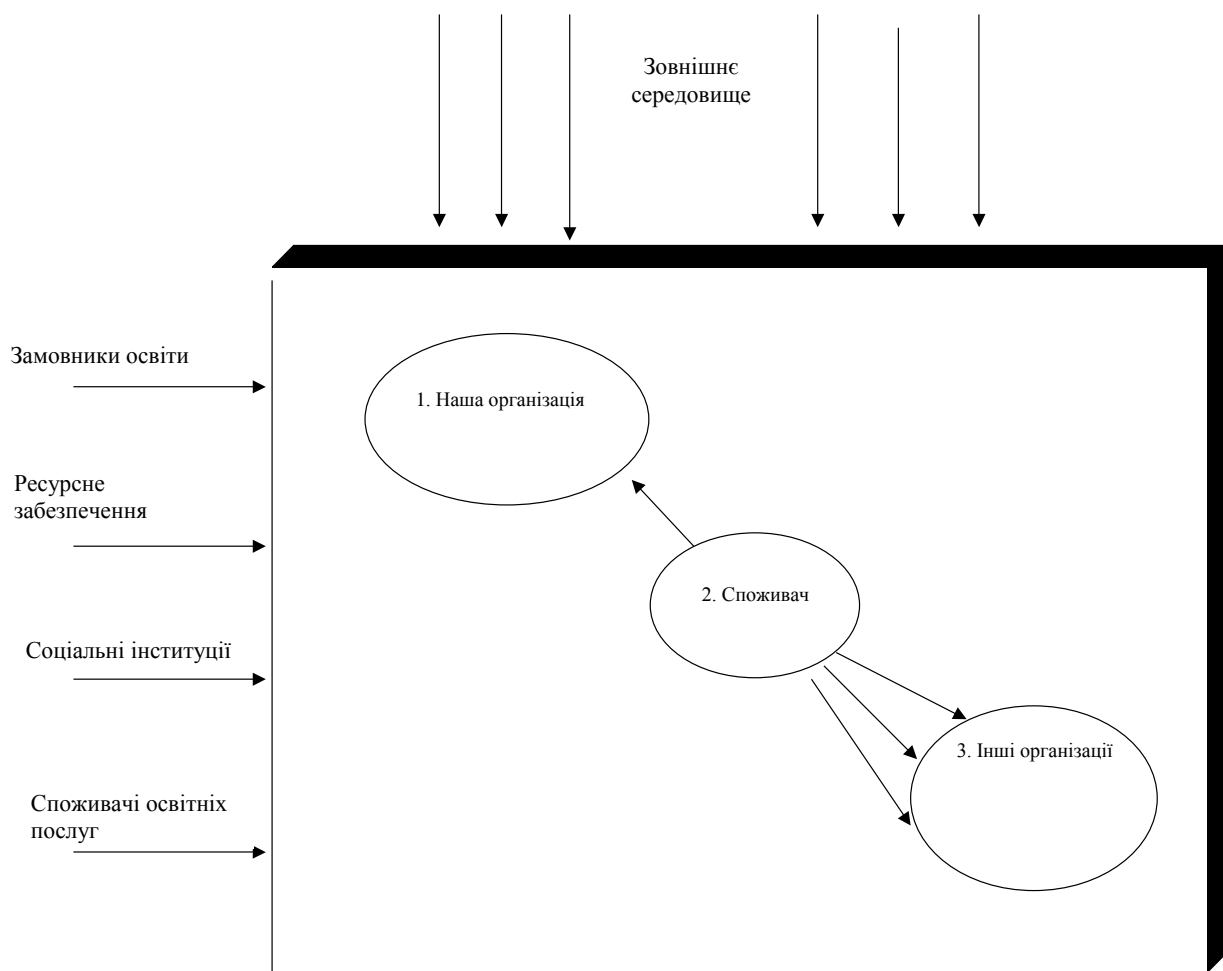 Зовнішнє
середовище
Замовники освіти
1. Наша організація
Ресурсне
забезпечення
2. Споживач
Соціальні інституції
3. Інші організації
Споживачі освітніх
послуг